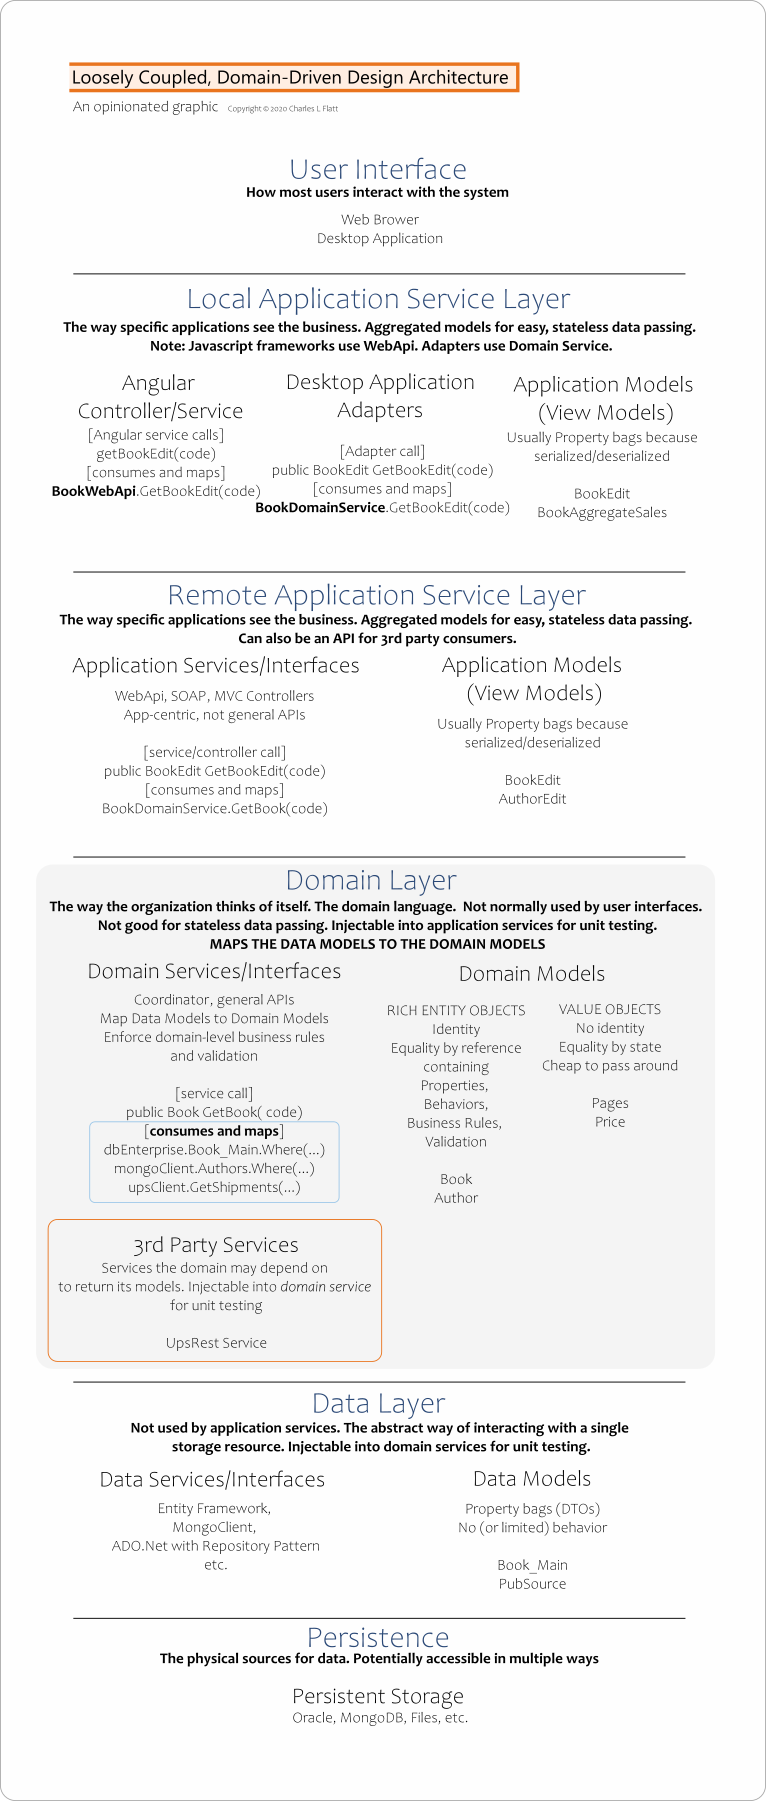 Loosely Coupled, Domain-Driven Design Architecture
An opinionated graphic Copyright © 2020 Charles L Flatt
User Interface
How most users interact with the system
Web Brower
Desktop Application
Local Application Service Layer
The way specific applications see the business. Aggregated models for easy, stateless data passing.
Note: Javascript frameworks use WebApi. Adapters use Domain Service.
Angular
Controller/Service
[Angular service calls]
getBookEdit(code)
[consumes and maps]
BookWebApi.GetBookEdit(code)
Desktop Application
Adapters
[Adapter call]
public BookEdit GetBookEdit(code)
[consumes and maps]
BookDomainService.GetBookEdit(code)
Application Models
(View Models)
Usually Property bags because
serialized/deserialized
BookEdit
BookAggregateSales
Remote Application Service Layer
The way specific applications see the business. Aggregated models for easy, stateless data passing.
Can also be an API for 3rd party consumers.
Application Services/Interfaces
WebApi, SOAP, MVC Controllers
App-centric, not general APIs
[service/controller call]
public BookEdit GetBookEdit(code)
[consumes and maps]
BookDomainService.GetBook(code)
Application Models
(View Models)
Usually Property bags because
serialized/deserialized
BookEdit
AuthorEdit
Domain Layer
The way the organization thinks of itself. The domain language.  Not normally used by user interfaces.
Not good for stateless data passing. Injectable into application services for unit testing.
MAPS THE DATA MODELS TO THE DOMAIN MODELS
Domain Services/Interfaces
Coordinator, general APIs
Map Data Models to Domain Models
Enforce domain-level business rules
and validation
[service call]
public Book GetBook( code)
[consumes and maps]
dbEnterprise.Book_Main.Where(...)
mongoClient.Authors.Where(...)
upsClient.GetShipments(...)
Domain Models
RICH ENTITY OBJECTS
Identity
Equality by reference
containing
Properties,
Behaviors,
Business Rules,
Validation
Book
Author
VALUE OBJECTS
No identity
Equality by state
Cheap to pass around
Pages
Price
3rd Party Services
Services the domain may depend on
to return its models. Injectable into domain service
for unit testing
UpsRest Service
Data Layer
Not used by application services. The abstract way of interacting with a single
storage resource. Injectable into domain services for unit testing.
Data Services/Interfaces
Entity Framework,
MongoClient,
ADO.Net with Repository Pattern
etc.
Data Models
Property bags (DTOs)
No (or limited) behavior
Book_Main
PubSource
Persistence
The physical sources for data. Potentially accessible in multiple ways
Persistent Storage
Oracle, MongoDB, Files, etc.